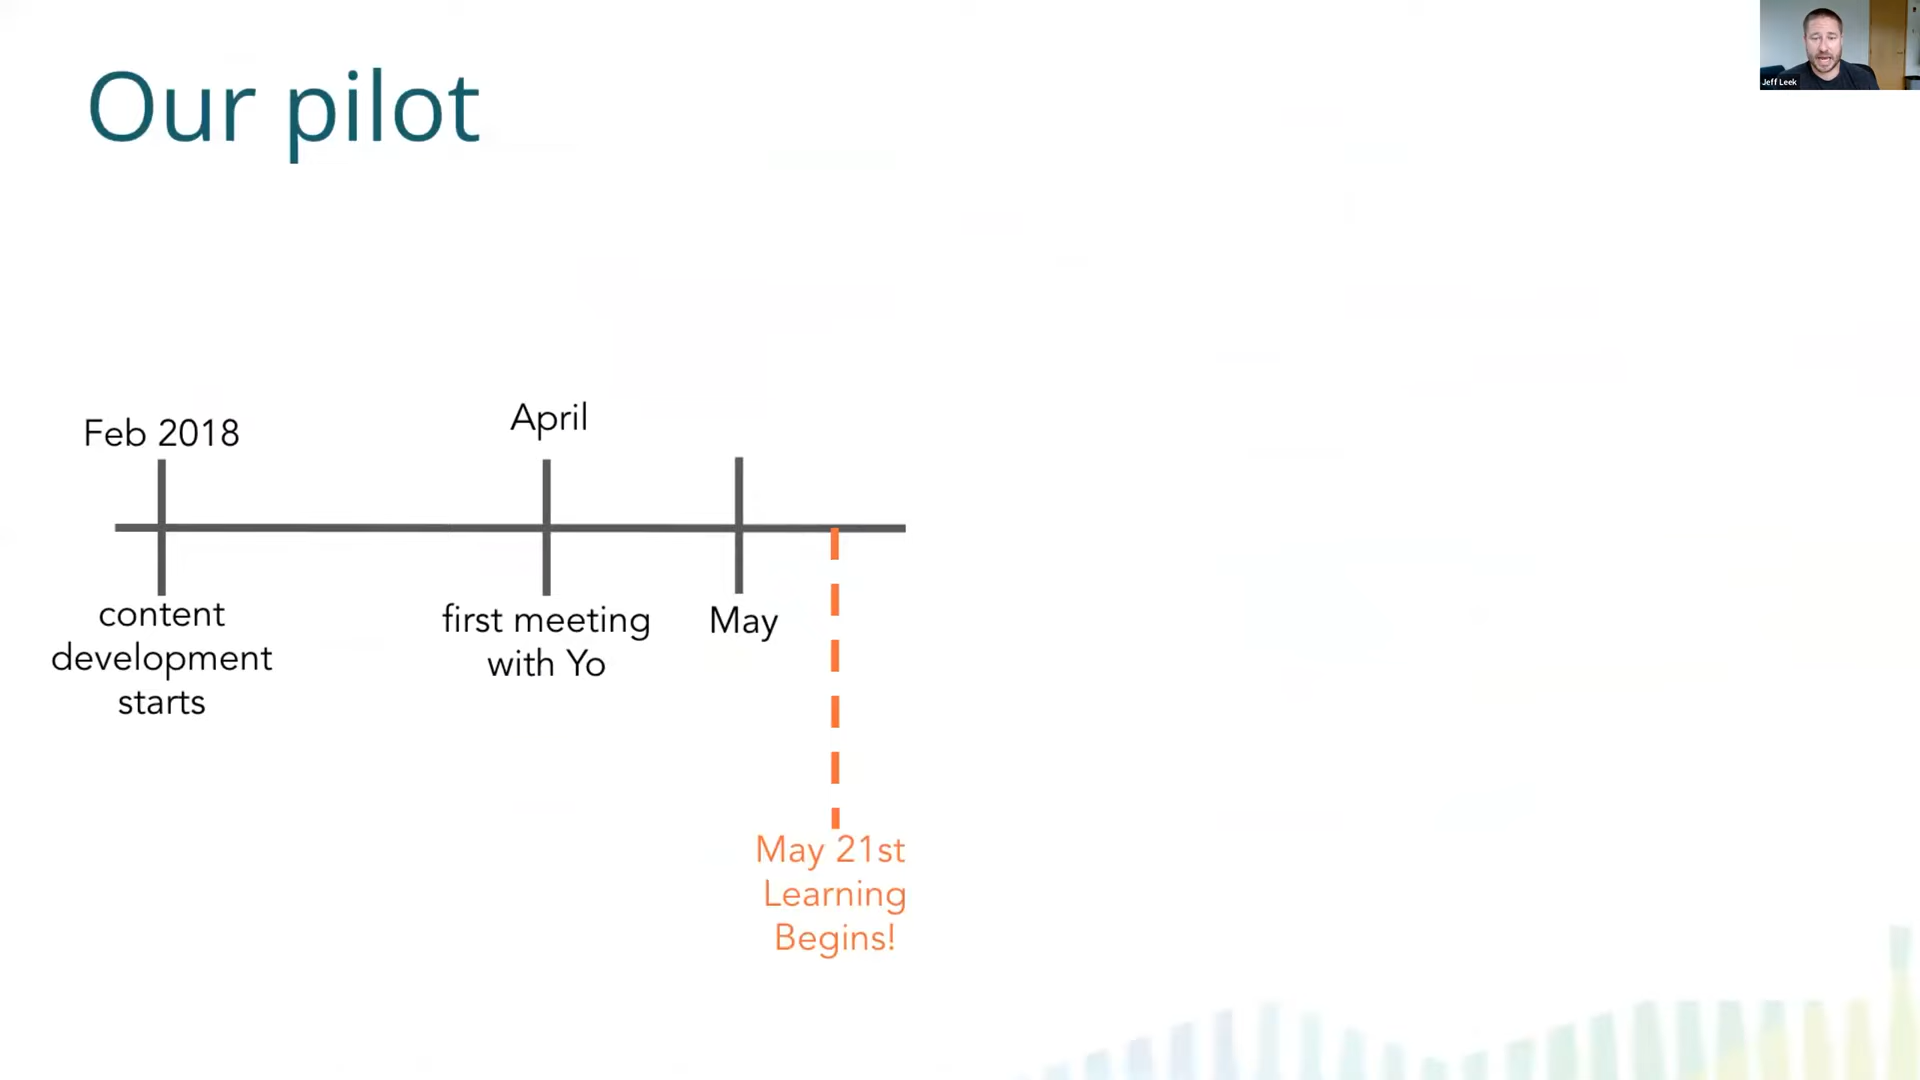 Our pilot
Jeff Leek
Feb 2018
April
content
development
starts
first meeting
with Yo
May
May 21st
Learning
Begins!